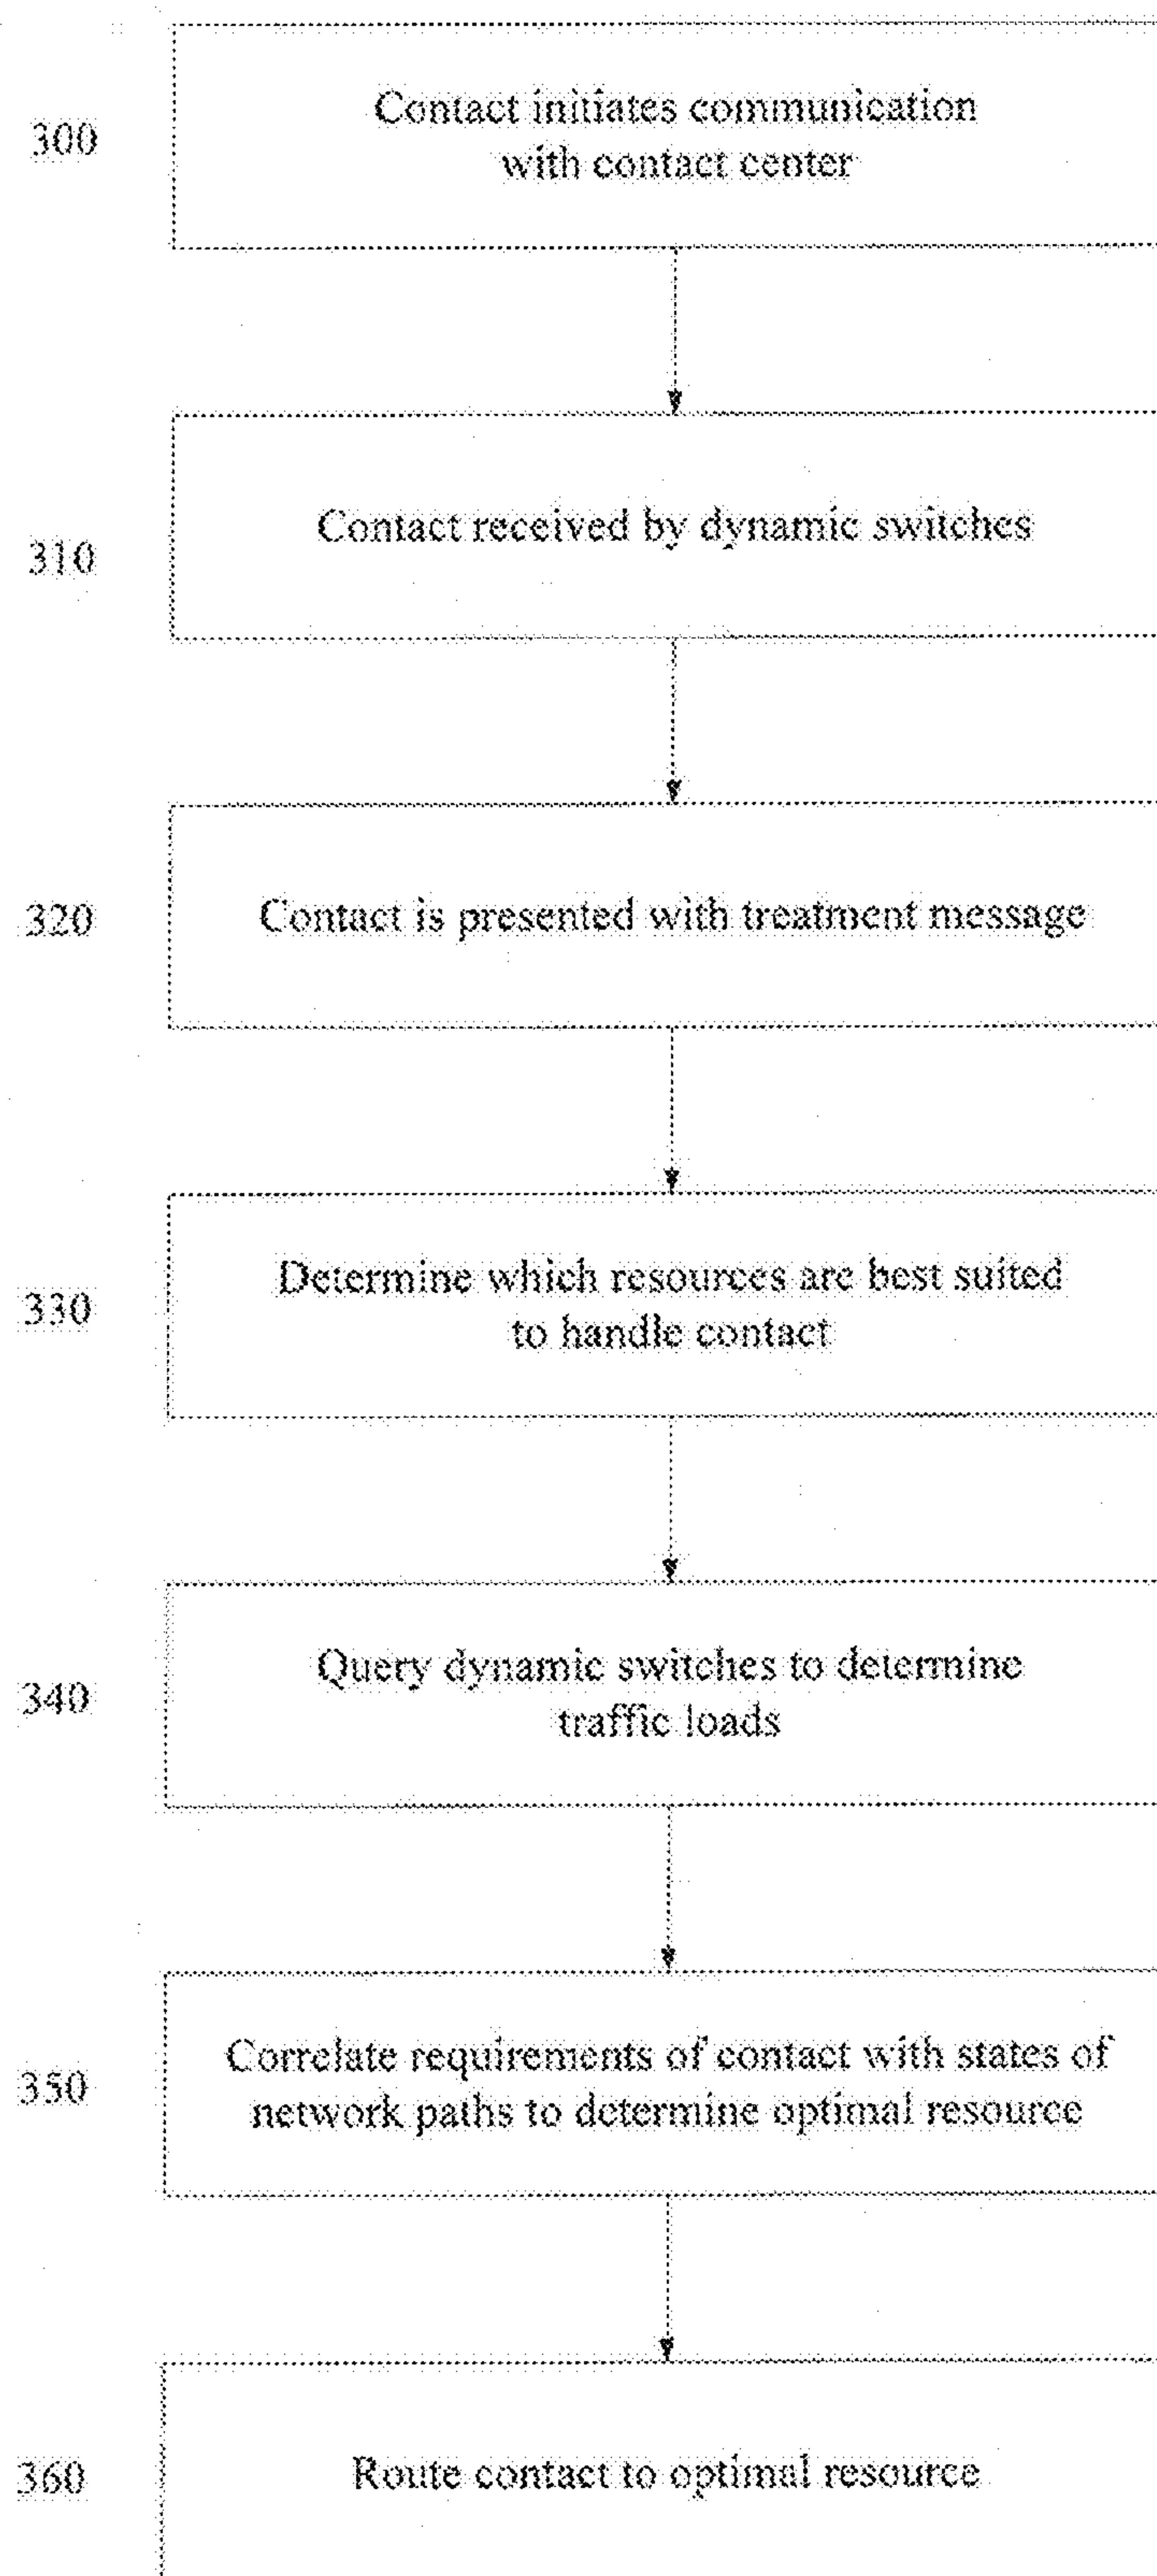 300
Contact initiates communication
with contact center
310
Contact received by dynamic switches
320
Contact is presented with treatment message
330
Determine which resources are best suited
to handle contact
340
Query dynamic switches to determine
traffic loads
350
Correlate requirements of contact with states of
network paths to determine optimal resource
360
Route contact to optimal resource